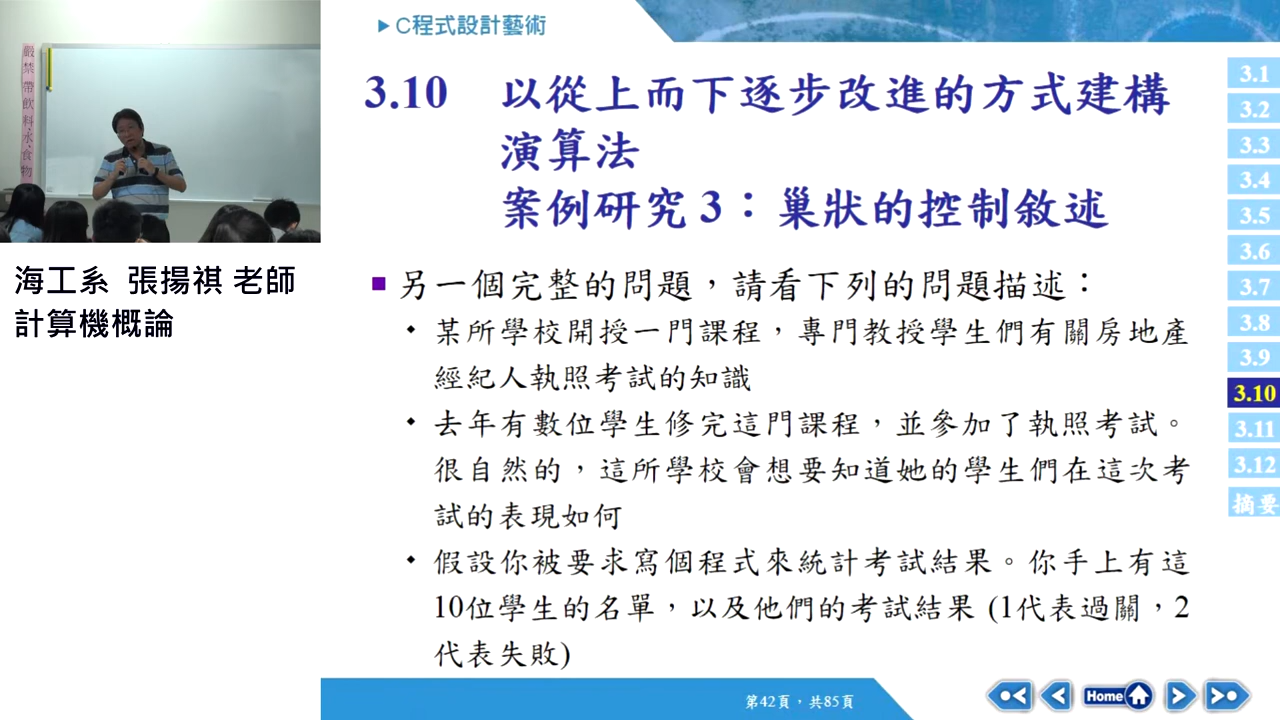 嚴禁帶飲料·水·食物
海工系 張揚祺 老師
計算機概論
C程式設計藝術
3.10 以從上而下逐步改進的方式建構
演算法
案例研究3：巢狀的控制敘述
另一個完整的問題，請看下列的問題描述：
某所學校開授一門課程，專門教授學生們有關房地產
經紀人執照考試的知識
去年有數位學生修完這門課程，並參加了執照考試。
很自然的，這所學校會想要知道她的學生們在這次考
試的表現如何
假設你被要求寫個程式來統計考試結果。你手上有這
10位學生的名單，以及他們的考試結果 (1代表過關，2
代表失敗)
3.1
3.2
3.3
3.4
3.5
3.6
3.7
3.8
3.9
3.10
3.11
3.12
摘要
第42頁，共85頁
Home